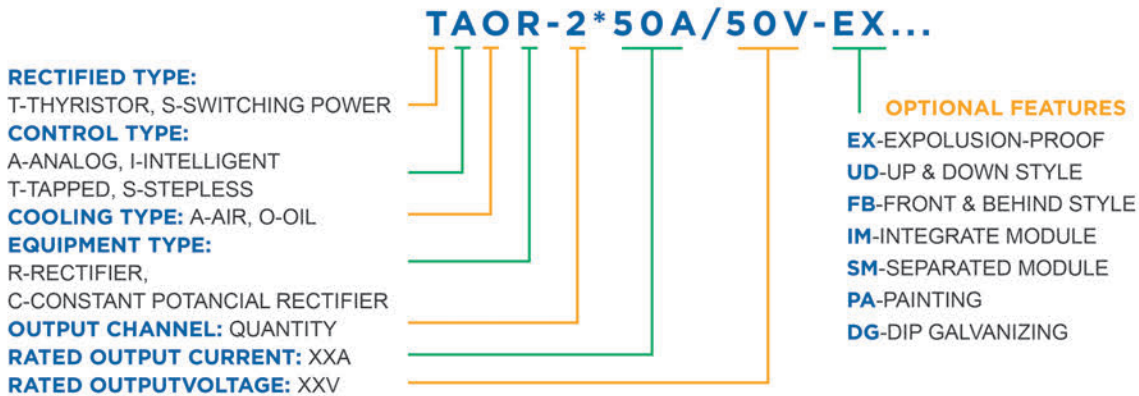 TAOR-2*50A/50V-EX...
RECTIFIED TYPE:
T-THYRISTOR, S-SWITCHING POWER
CONTROL TYPE:
A-ANALOG, I-INTELLIGENT
T-TAPPED, S-STEPLESS
COOLING TYPE: A-AIR, O-OIL
EQUIPMENT TYPE:
R-RECTIFIER,
C-CONSTANT POTANCIAL RECTIFIER
OUTPUT CHANNEL: QUANTITY
RATED OUTPUT CURRENT: XXA
RATED OUTPUTVOLTAGE: XXV
OPTIONAL FEATURES
EX-EXPOLUSION-PROOF
UD-UP & DOWN STYLE
FB-FRONT & BEHIND STYLE
IM-INTEGRATE MODULE
SM-SEPARATED MODULE
PA-PAINTING
DG-DIP GALVANIZING